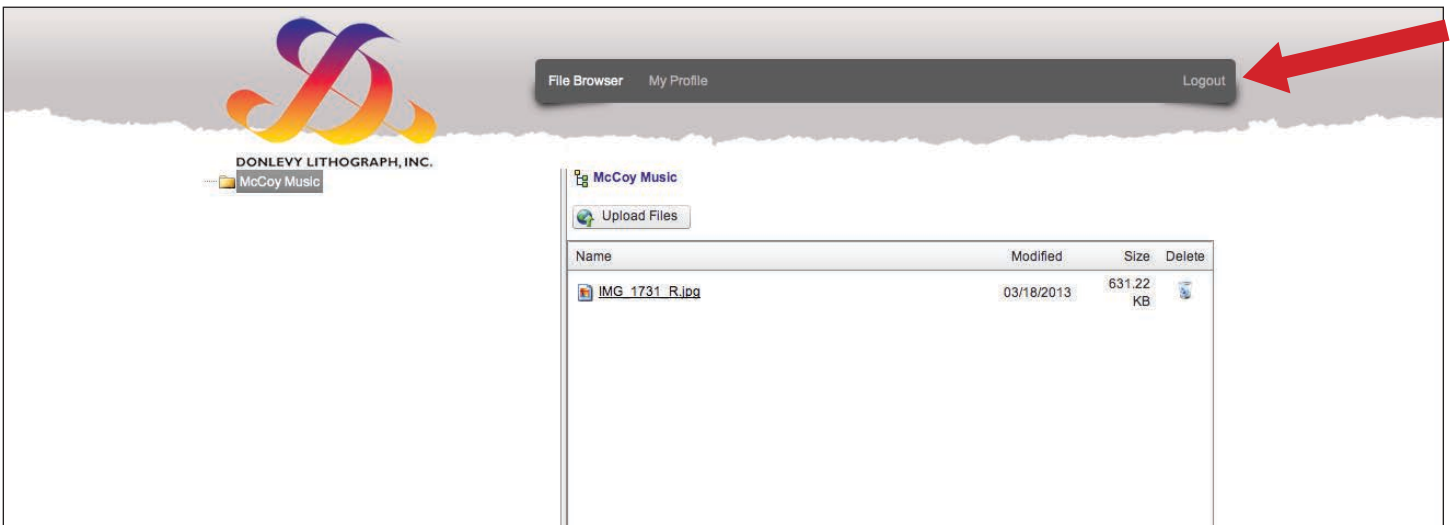 File Browser My Profile Logout
DONLEVY LITHOGRAPH, INC.
McCoy Music
McCoy Music
Upload Files
Name Modified Size Delete
IMG_1731_R.jpg 03/18/2013 631.22
KB